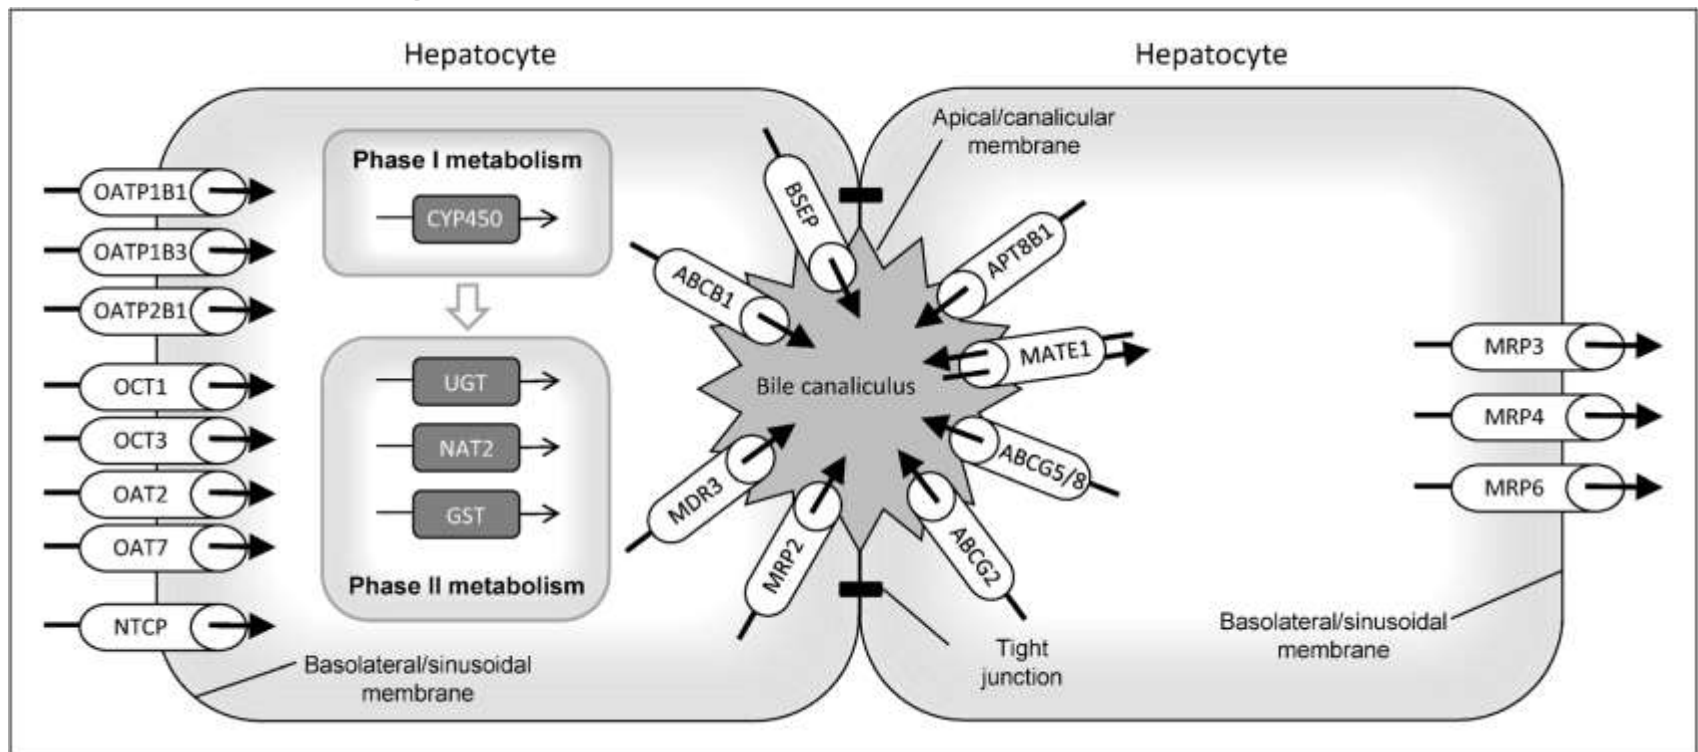 Hepatocyte
Hepatocyte
Apical/canalicular
membrane
Phase I metabolism
CYP450
OATP1B1
OATP1B3
OATP2B1
OCT1
OCT3
OAT2
OAT7
NTCP
UGT
NAT2
GST
Phase II metabolism
BSEP
ABCB1
APT8B1
MATE1
Bile canaliculus
ABCG5/8
MDR3
MRP2
ABCG2
MRP3
MRP4
MRP6
Basolateral/sinusoidal
membrane
Tight
junction
Basolateral/sinusoidal
membrane